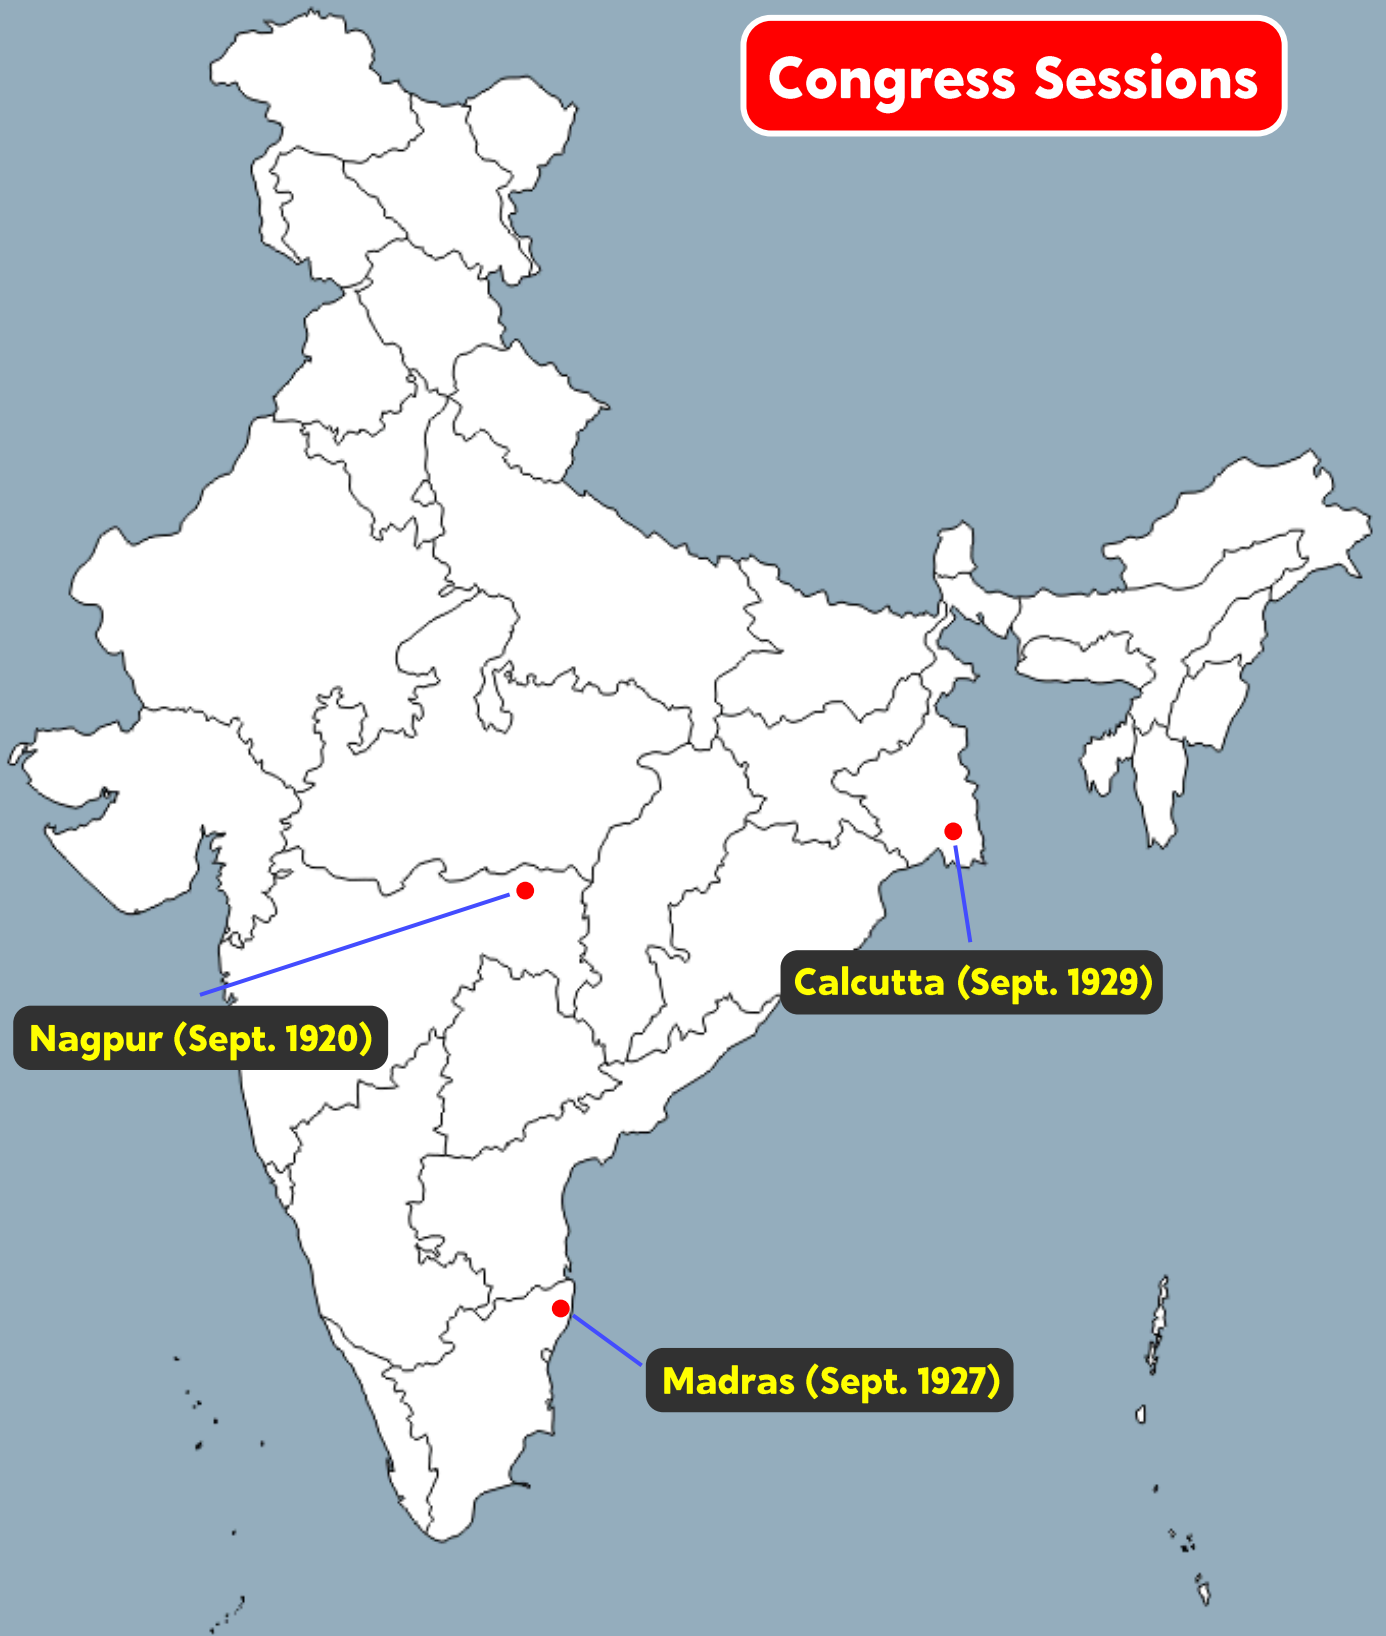 Congress Sessions
Calcutta (Sept. 1929)
Nagpur (Sept. 1920)
Madras (Sept. 1927)